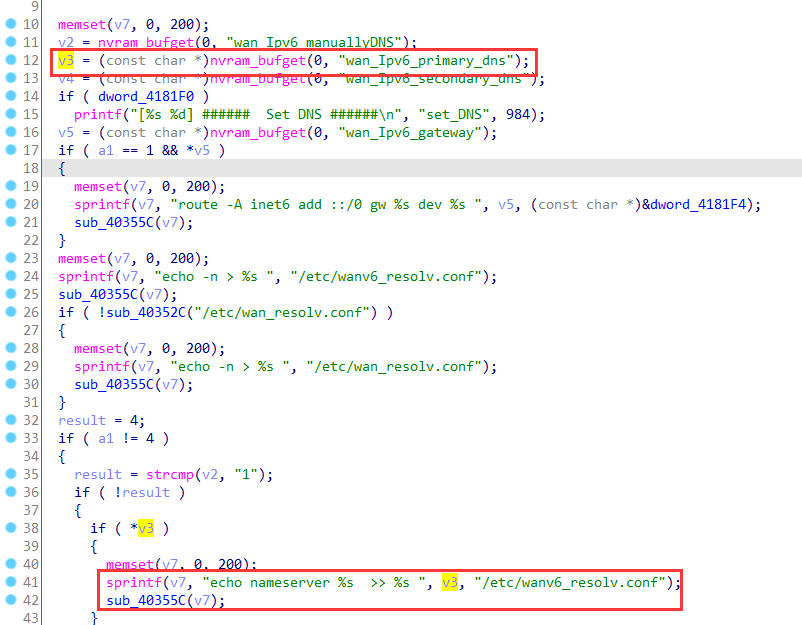 9
10 memset(v7, 0, 200);
11 v2 = nvram_bufget(0, "wan_Ipv6_manuallyDNS");
12 v3 = (const char *)nvram_bufget(0, "wan_Ipv6_primary_dns");
13 v4 = (const char *)nvram_bufget(0, "wan_Ipv6_secondary_dns");
14 if ( dword_4181F0 )
15 printf("[%s %d] ###### Set DNS ######\n", "set_DNS", 984);
16 v5 = (const char *)nvram_bufget(0, "wan_Ipv6_gateway");
17 if ( a1 == 1 && *v5 )
18 {
19 memset(v7, 0, 200);
20 sprintf(v7, "route -A inet6 add ::/0 gw %s dev %s ", v5, (const char *)&dword_4181F4);
21 sub_40355C(v7);
22 }
23 memset(v7, 0, 200);
24 sprintf(v7, "echo -n > %s ", "/etc/wanv6_resolv.conf");
25 sub_40355C(v7);
26 if ( !sub_40352C("/etc/wan_resolv.conf") )
27 {
28 memset(v7, 0, 200);
29 sprintf(v7, "echo -n > %s ", "/etc/wan_resolv.conf");
30 sub_40355C(v7);
31 }
32 result = 4;
33 if ( a1 != 4 )
34 {
35 result = strcmp(v2, "1");
36 if ( !result )
37 {
38 if ( *v3 )
39 {
40 memset(v7, 0, 200);
41 sprintf(v7, "echo nameserver %s  >> %s ", v3, "/etc/wanv6_resolv.conf");
42 sub_40355C(v7);
43 }